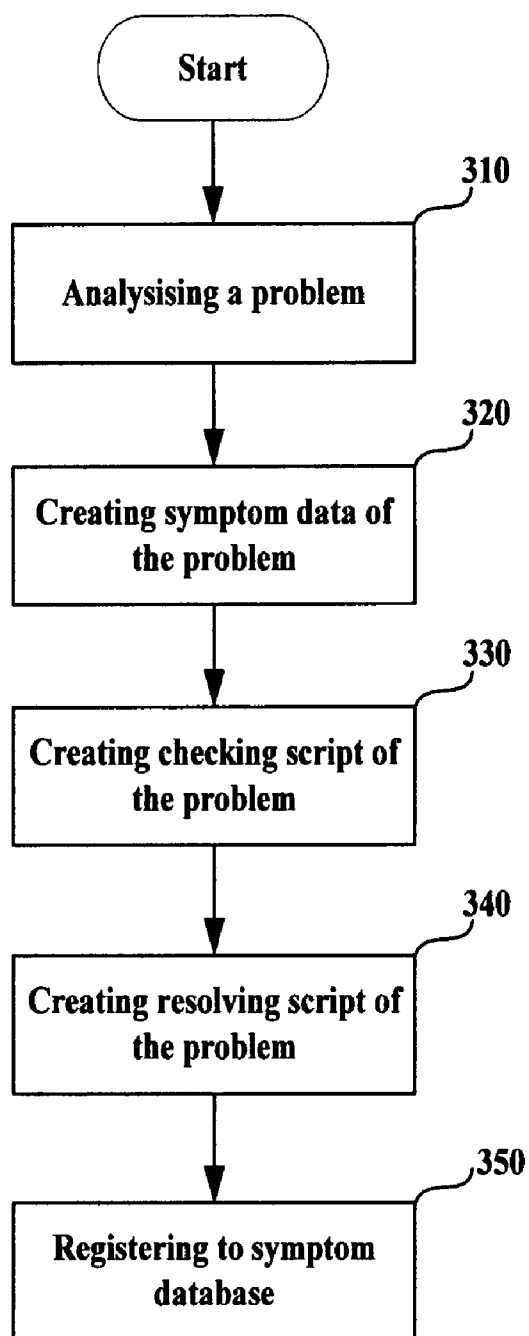 Start
310
Analysising a problem
320
Creating symptom data of
the problem
330
Creating checking script of
the problem
340
Creating resolving script of
the problem
350
Registering to symptom
database